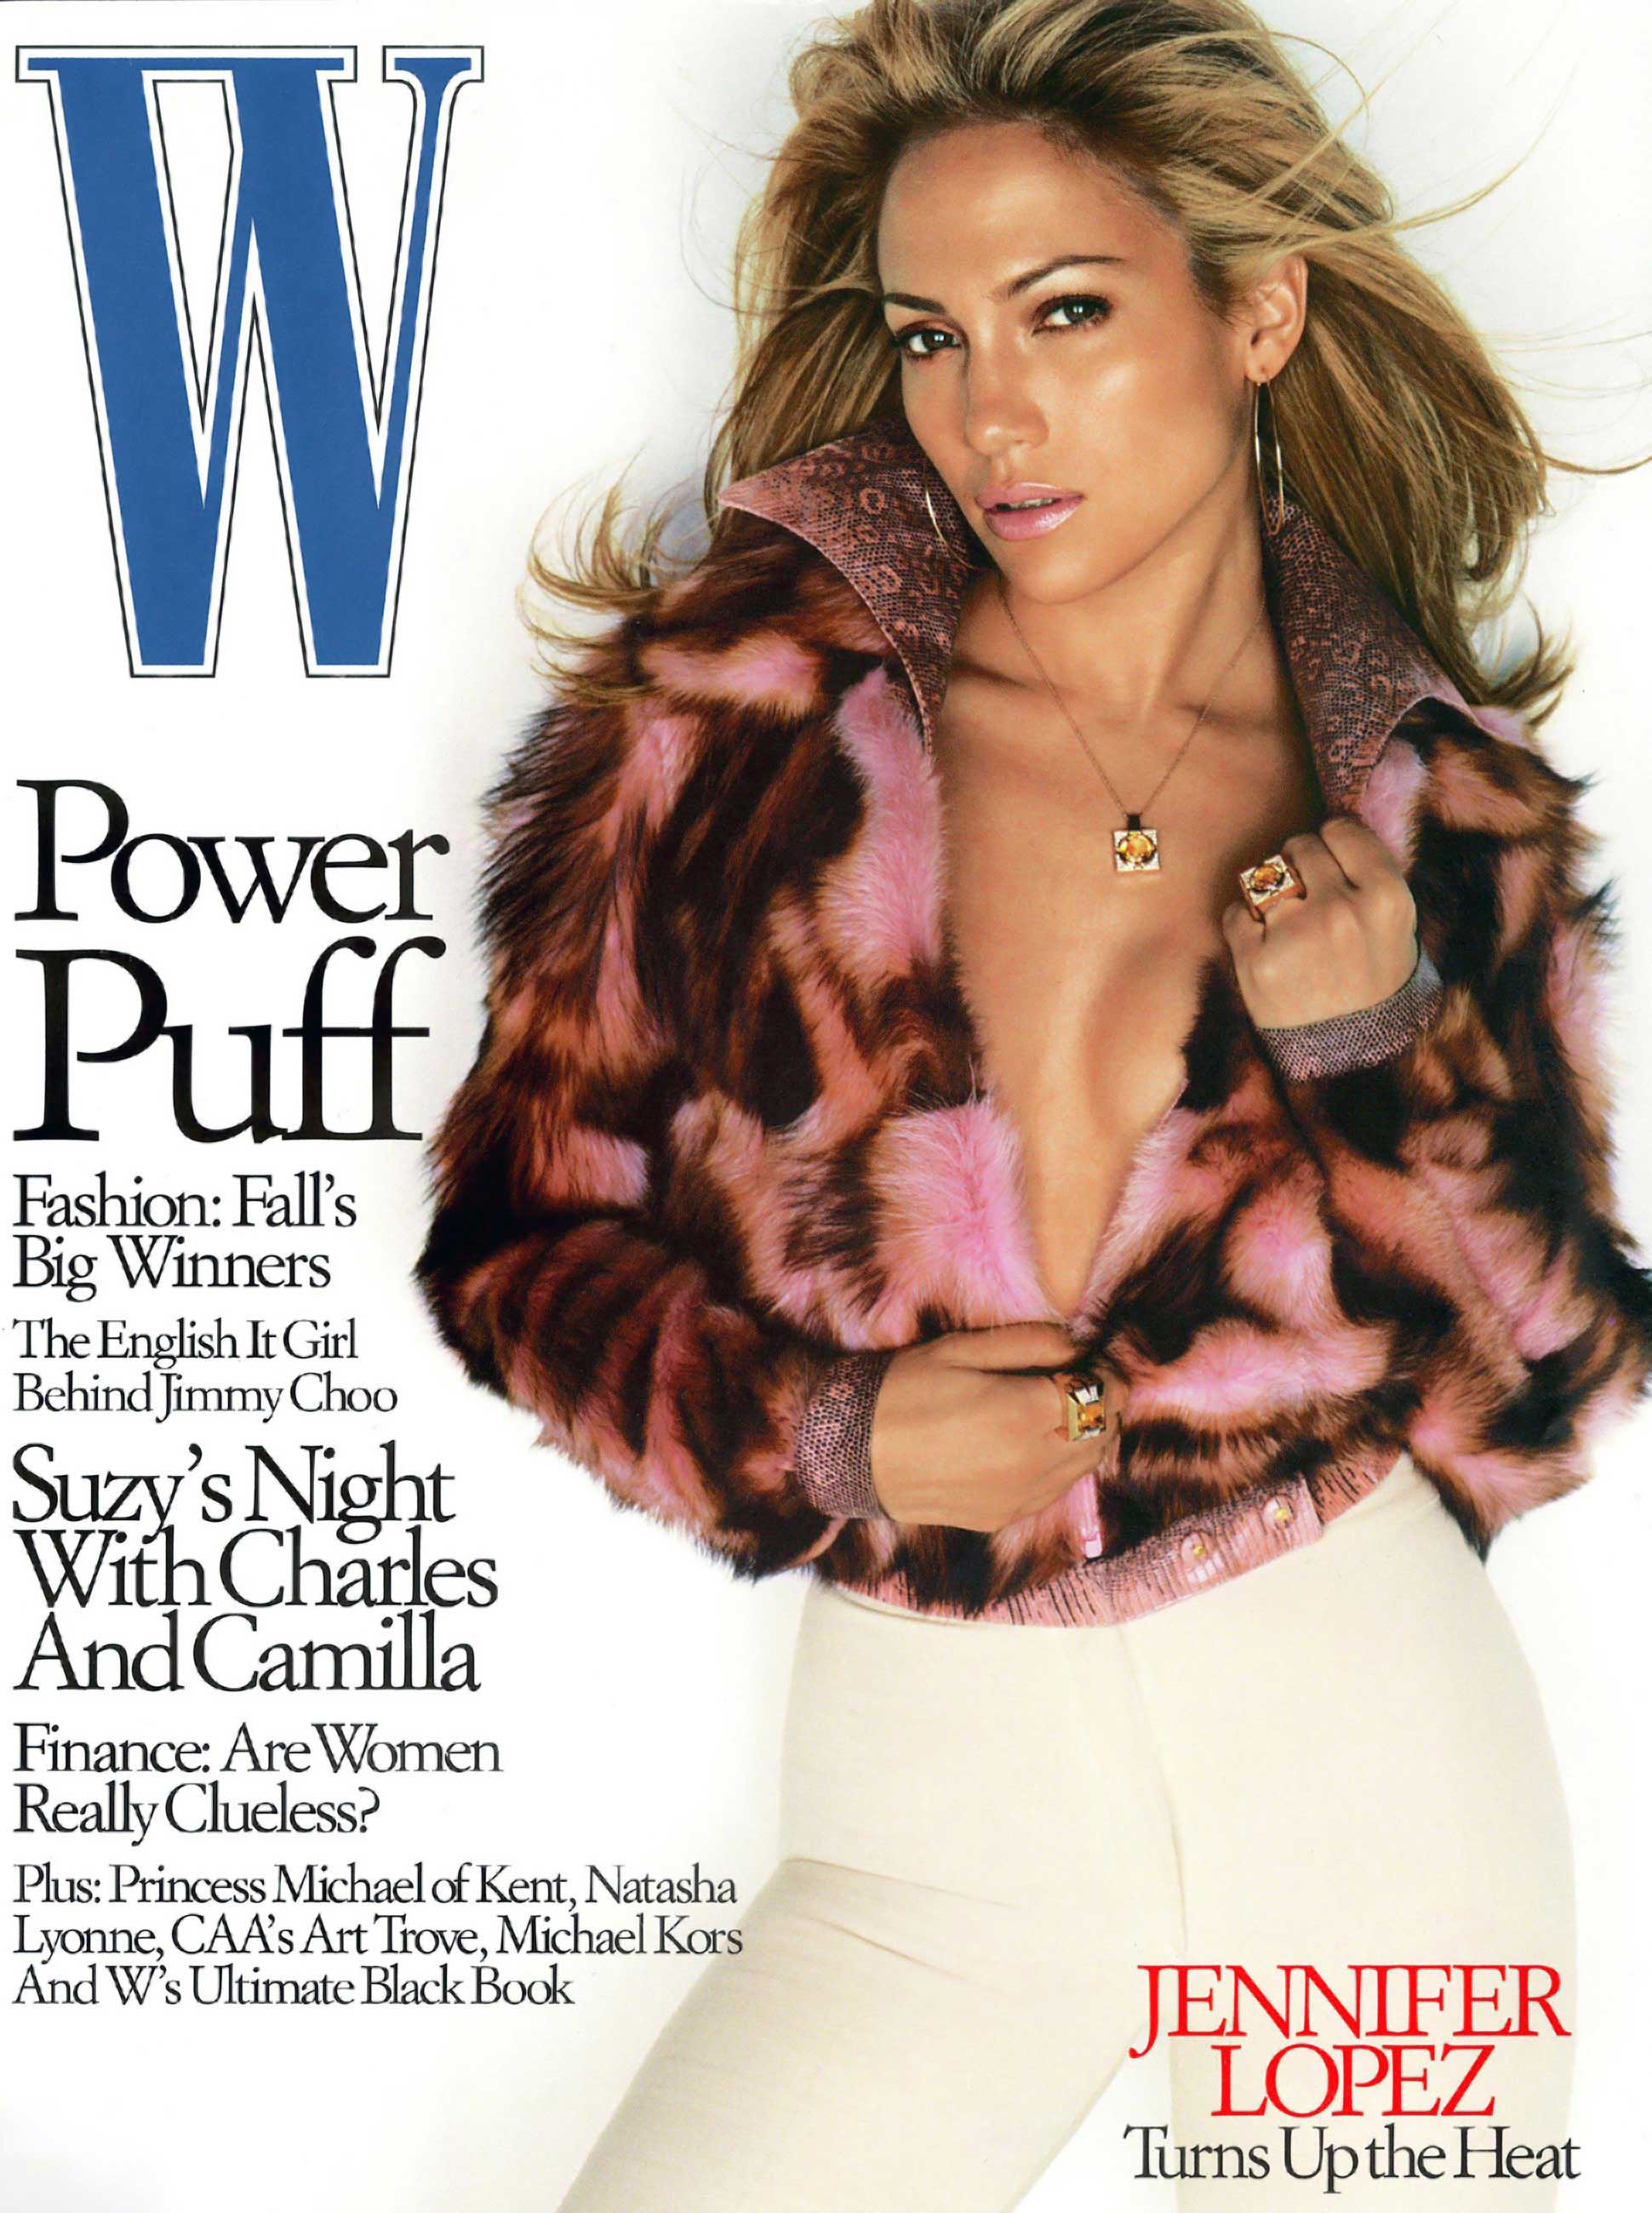 W
Power
Puff
Fashion: Fall's
Big Winners
The English It Girl
Behind Jimmy Choo
Suzy's Night
With Charles
And Camilla
Finance: Are Women
Really Clueless?
Plus: Princess Michael of Kent, Natasha
Lyonne, CAA's Art Trove, Michael Kors
And W's Ultimate Black Book
JENNIFER
LOPEZ
Turns Up the Heat